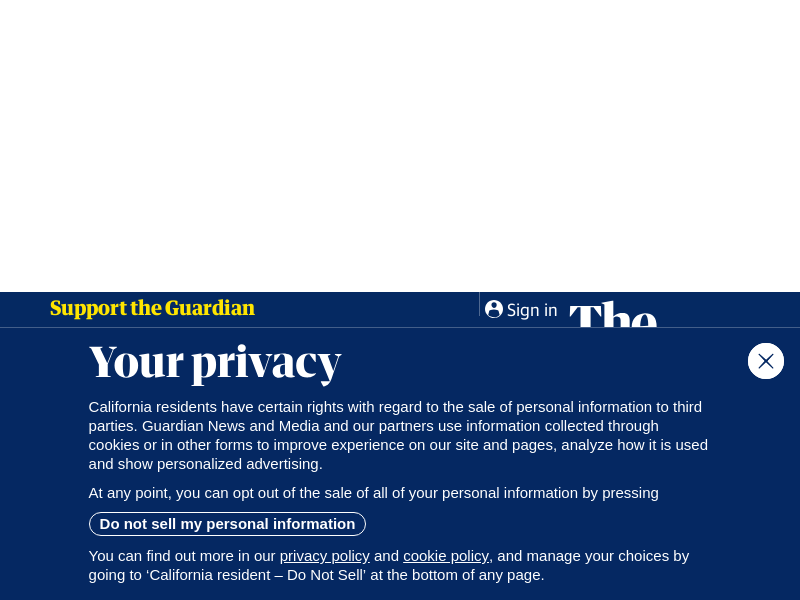 Support the Guardian
Sign in
The
Your privacy
California residents have certain rights with regard to the sale of personal information to third
parties. Guardian News and Media and our partners use information collected through
cookies or in other forms to improve experience on our site and pages, analyze how it is used
and show personalized advertising.
At any point, you can opt out of the sale of all of your personal information by pressing
Do not sell my personal information
You can find out more in our privacy policy and cookie policy, and manage your choices by
going to ‘California resident – Do Not Sell’ at the bottom of any page.